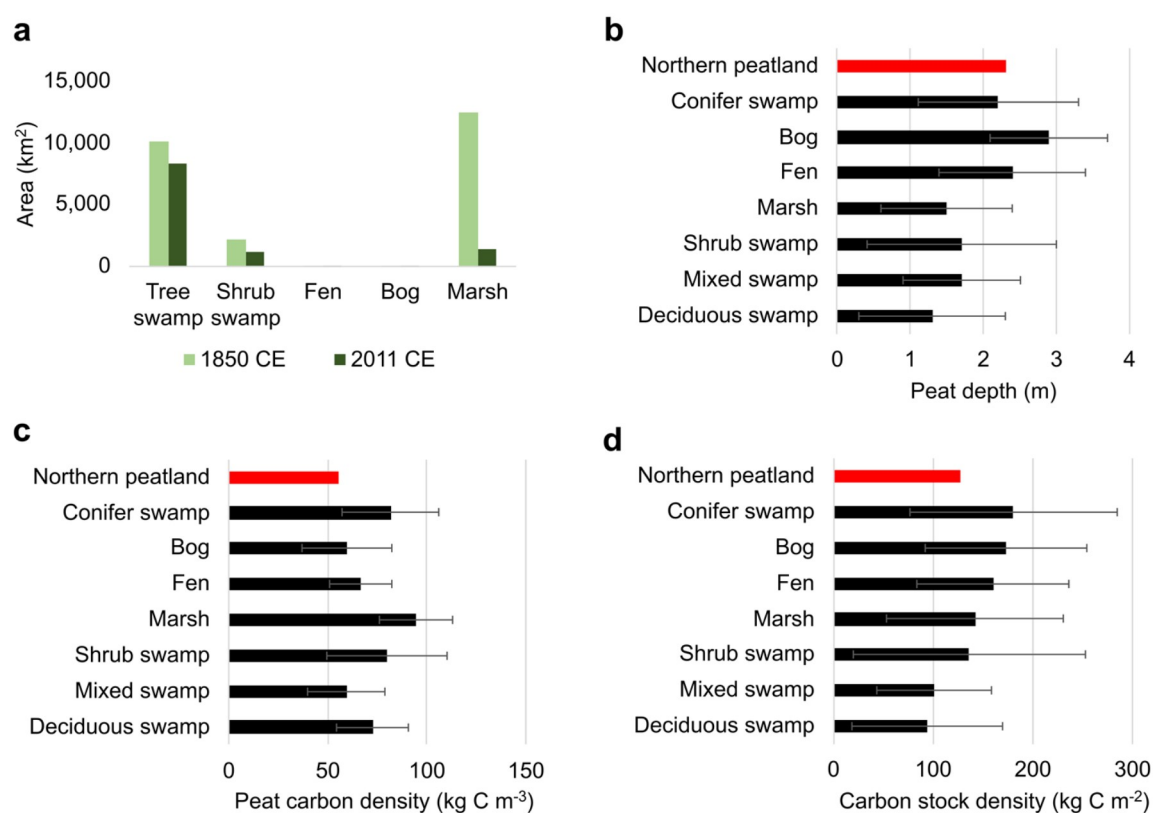 a
15,000
10,000
5,000
0
Area (km²)
Tree swamp
Shrub swamp
Fen
Bog
Marsh
1850 CE
2011 CE
b
Northern peatland
Conifer swamp
Bog
Fen
Marsh
Shrub swamp
Mixed swamp
Deciduous swamp
0 1 2 3 4
Peat depth (m)
c
Northern peatland
Conifer swamp
Bog
Fen
Marsh
Shrub swamp
Mixed swamp
Deciduous swamp
0 50 100 150
Peat carbon density (kg C m⁻³)
d
Northern peatland
Conifer swamp
Bog
Fen
Marsh
Shrub swamp
Mixed swamp
Deciduous swamp
0 100 200 300
Carbon stock density (kg C m⁻²)